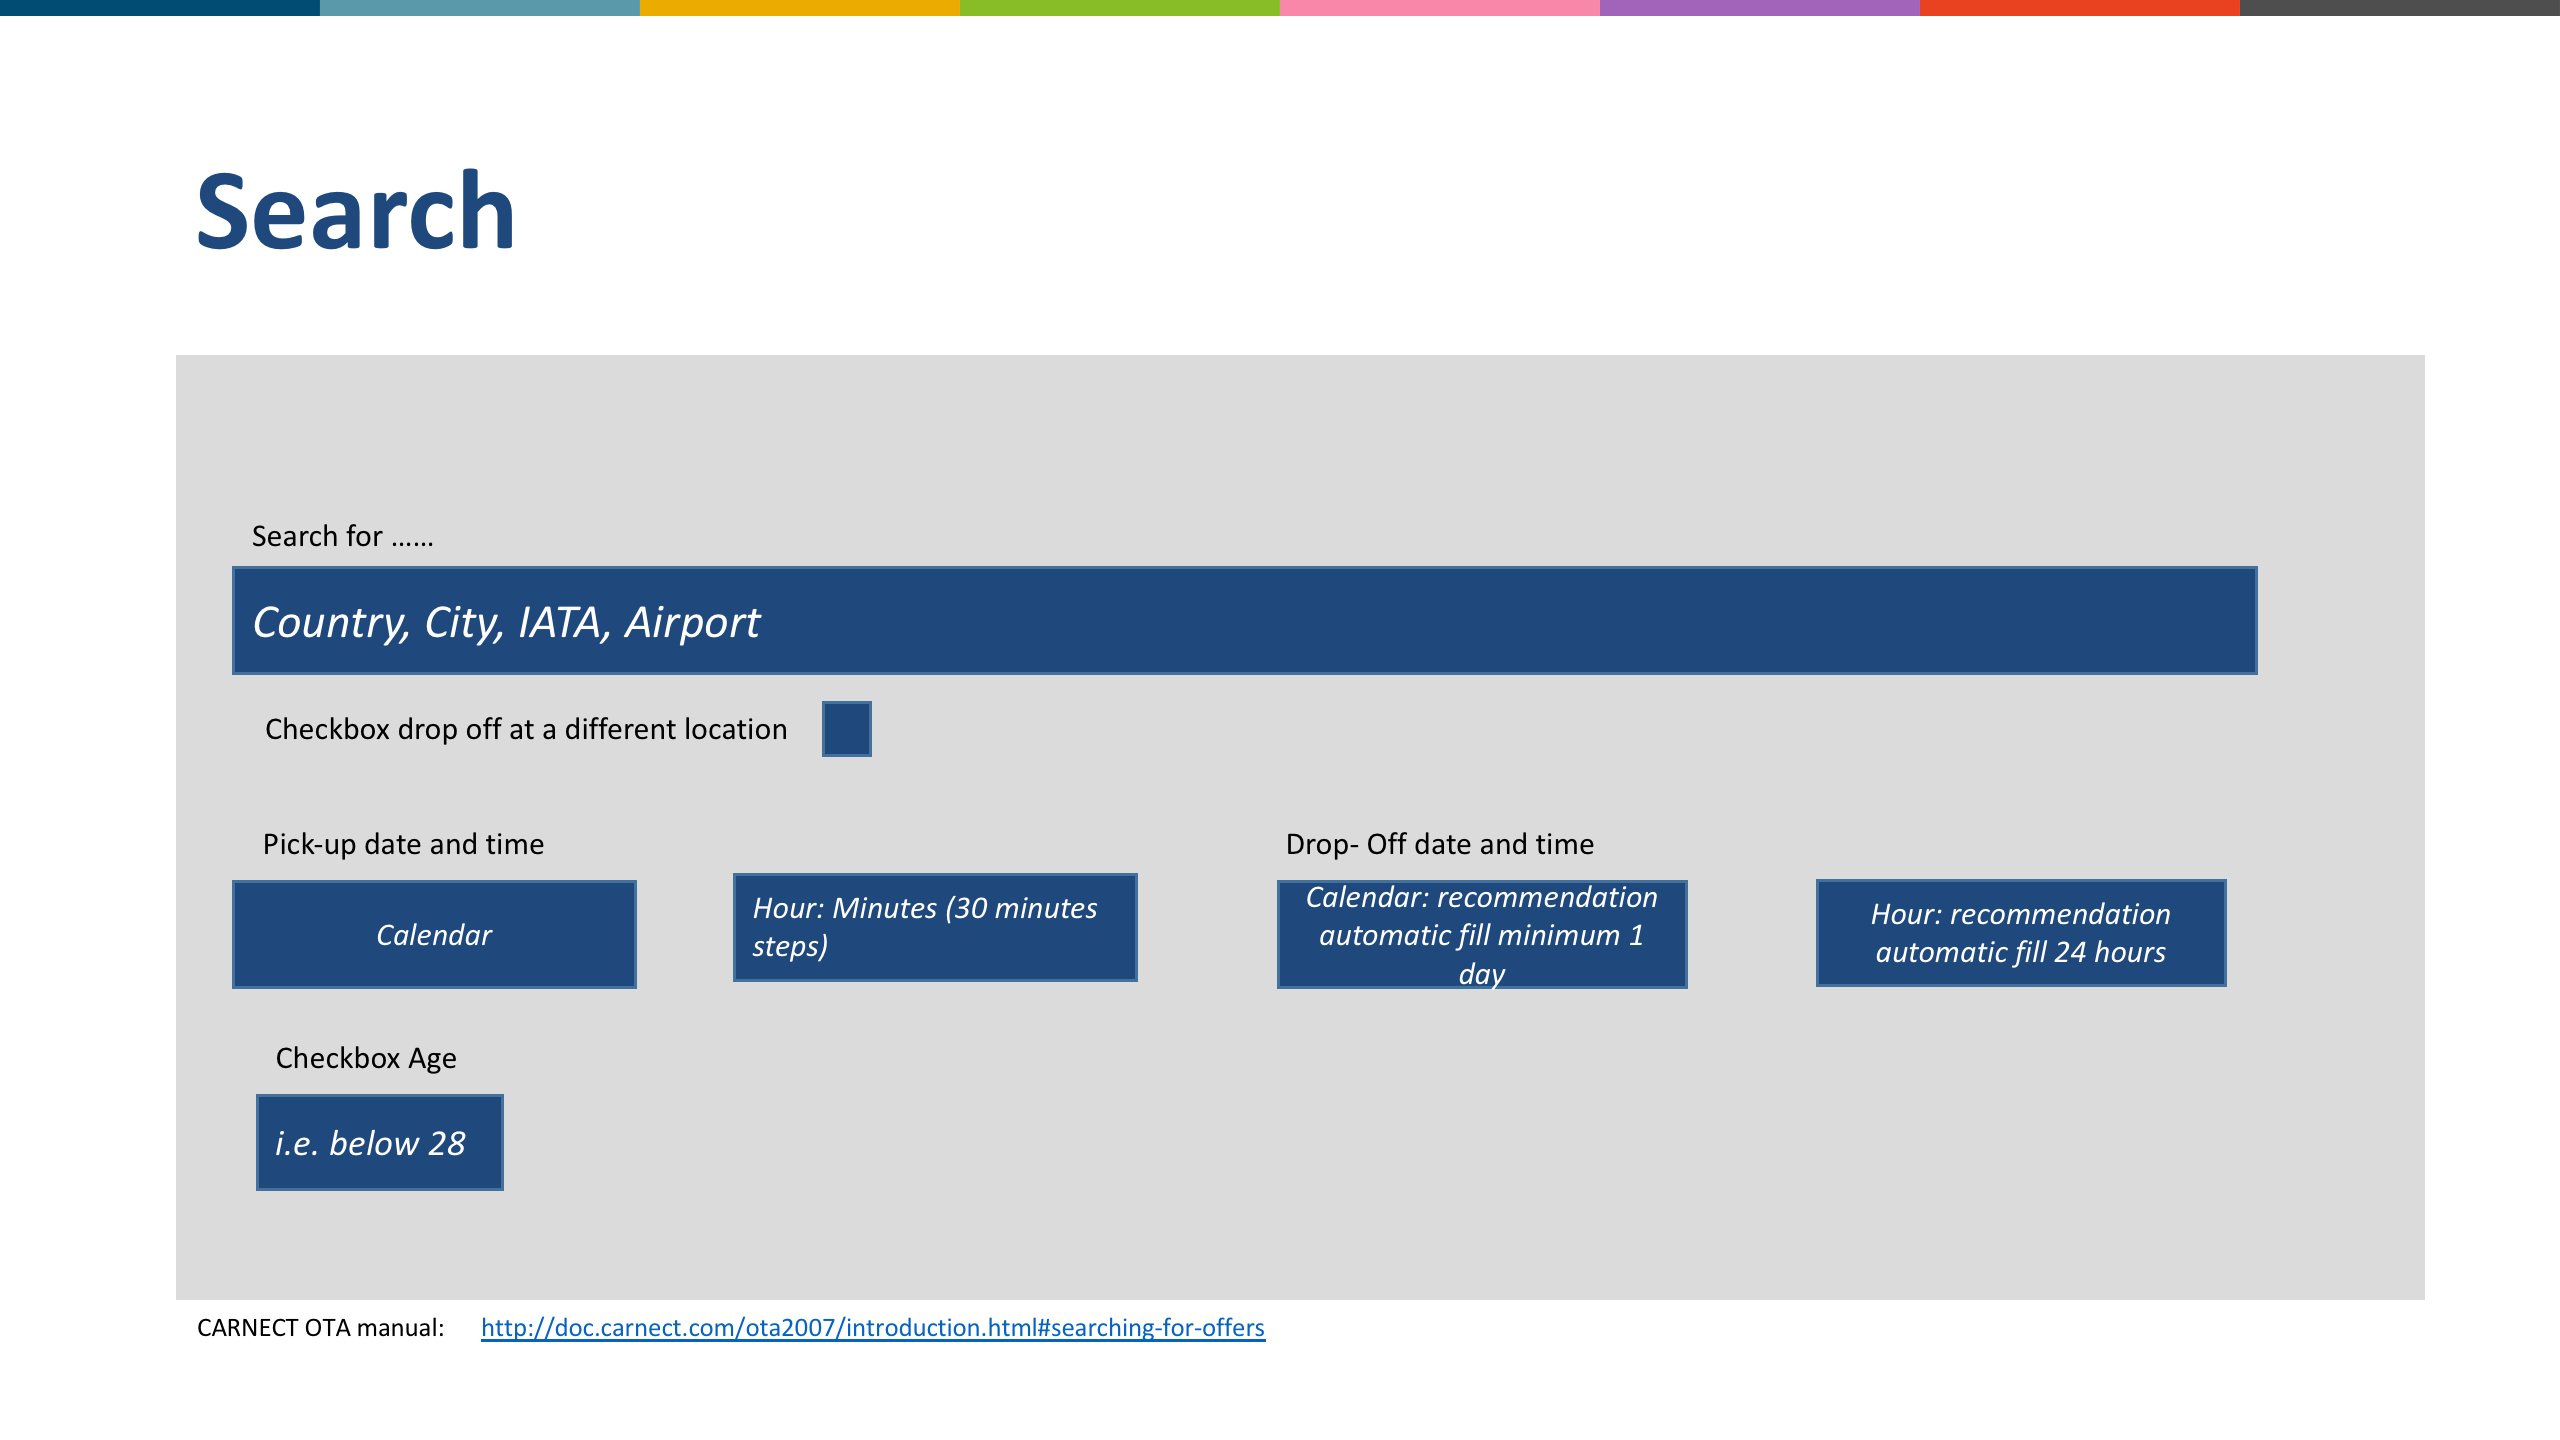 Search
Search for ......
Country, City, IATA, Airport
Checkbox drop off at a different location
Pick-up date and time
Drop- Off date and time
Calendar
Hour: Minutes (30 minutes
steps)
Calendar: recommendation
automatic fill minimum 1
day
Hour: recommendation
automatic fill 24 hours
Checkbox Age
i.e. below 28
CARNECT OTA manual: http://doc.carnect.com/ota2007/introduction.html#searching-for-offers